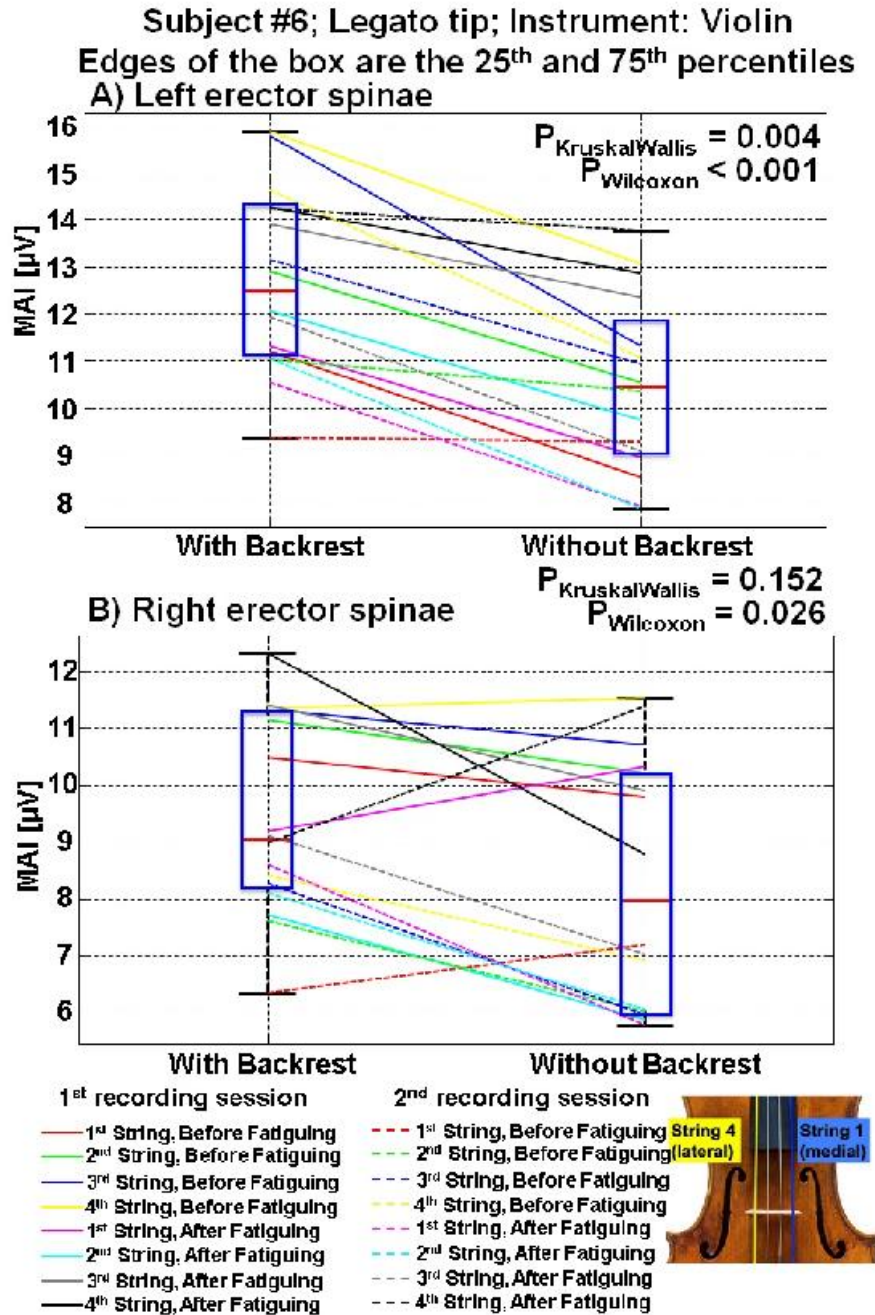 Subject #6; Legato tip; Instrument: Violin
Edges of the box are the 25th and 75th percentiles
A) Left erector spinae
PKruskalWallis = 0.004
PWilcoxon < 0.001
MAI [µV]
16
15
14
13
12
11
10
9
8
With Backrest Without Backrest
PKruskalWallis = 0.152
PWilcoxon = 0.026
B) Right erector spinae
MAI [µV]
12
11
10
9
8
7
6
With Backrest Without Backrest
1st recording session
1st String, Before Fatiguing
2nd String, Before Fatiguing
3rd String, Before Fatiguing
4th String, Before Fatiguing
1st String, After Fatiguing
2nd String, After Fatiguing
3rd String, After Fatiguing
4th String, After Fatiguing
2nd recording session
1st String, Before Fatiguing
2nd String, Before Fatiguing
3rd String, Before Fatiguing
4th String, Before Fatiguing
1st String, After Fatiguing
2nd String, After Fatiguing
3rd String, After Fatiguing
4th String, After Fatiguing
String 4
(lateral)
String 1
(medial)